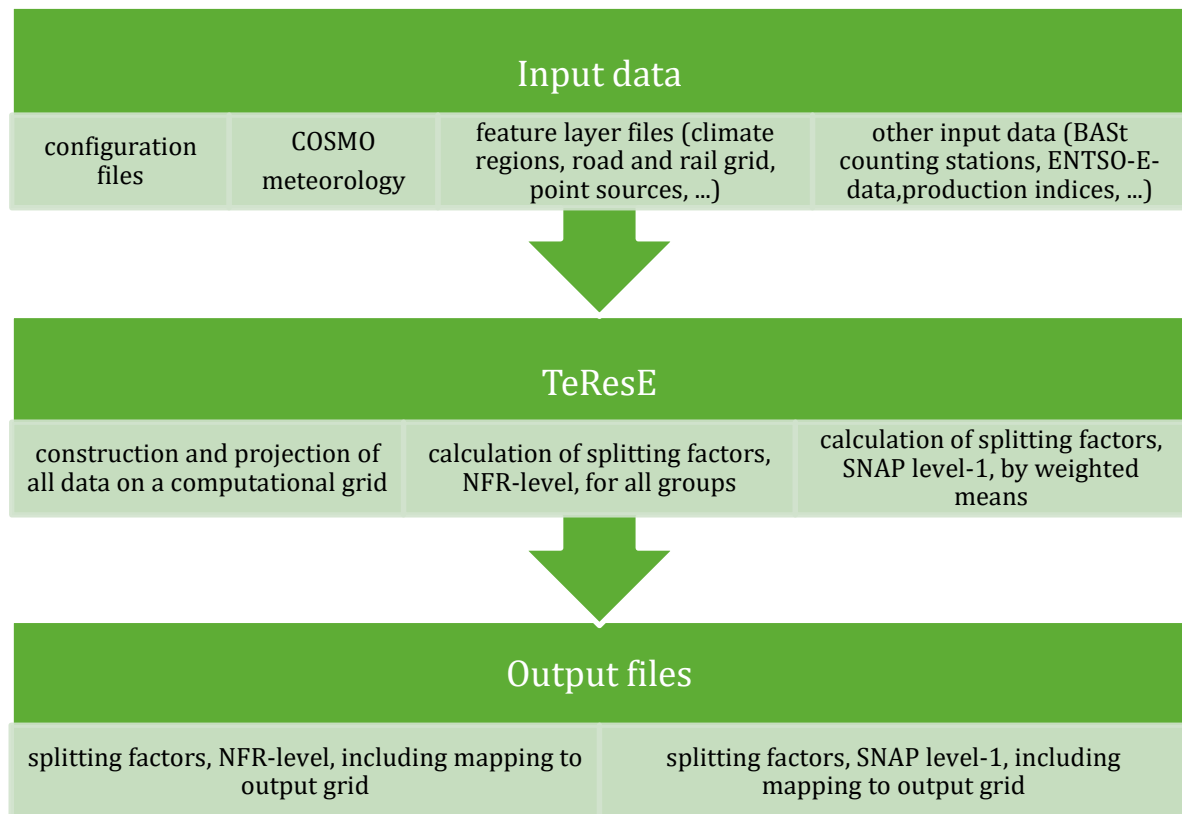 Input data
configuration
files
COSMO
meteorology
feature layer files (climate
regions, road and rail grid,
point sources, ...)
other input data (BASt
counting stations, ENTSO-E-
data,production indices, ...)
TeResE
construction and projection of
all data on a computational grid
calculation of splitting factors,
NFR-level, for all groups
calculation of splitting factors,
SNAP level-1, by weighted
means
Output files
splitting factors, NFR-level, including mapping to
output grid
splitting factors, SNAP level-1, including
mapping to output grid